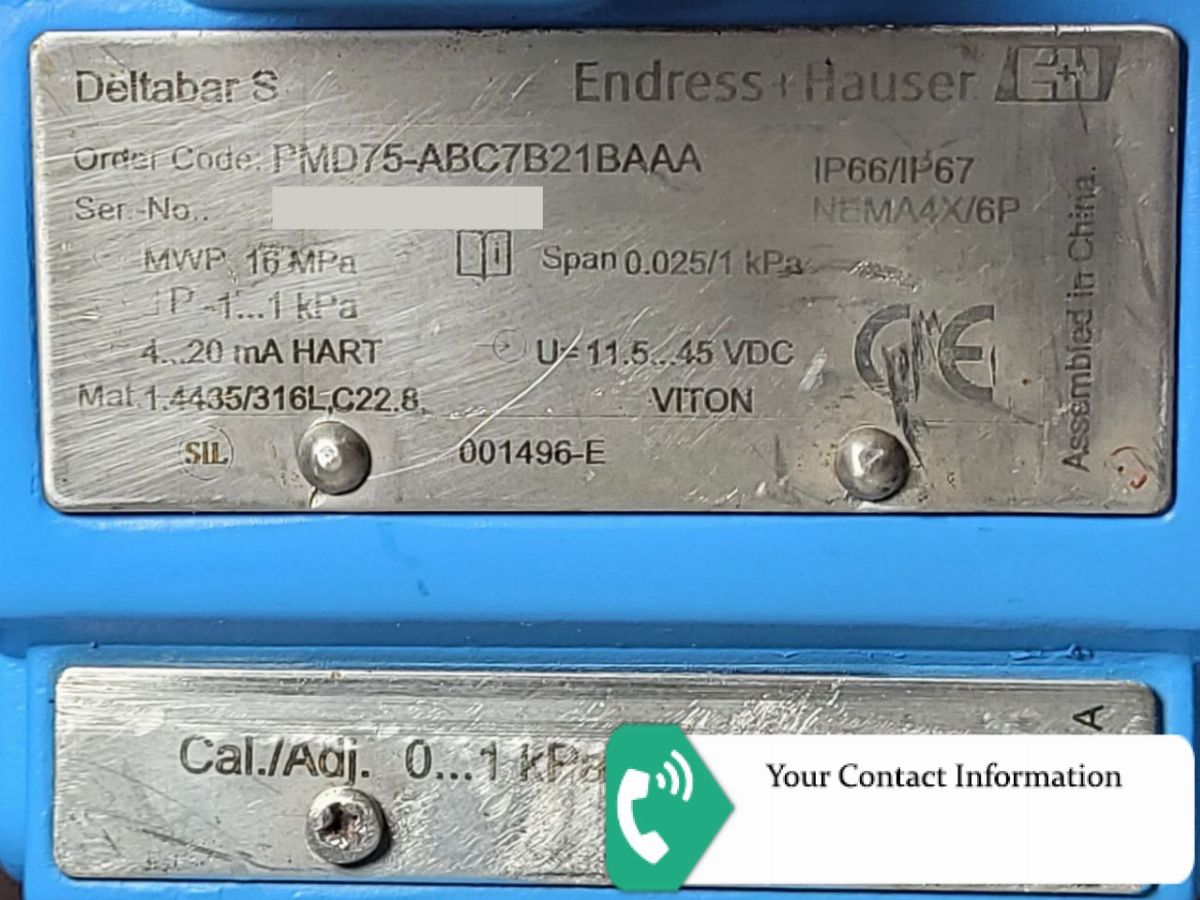 Deltabar S
Endress+Hauser
E+H
Order Code: PMD75-ABC7B21BAAA
IP66/IP67
Ser.-No.:
NEMA4X/6P
MWP 16 MPa
i
Span 0.025/1 kPa
P -1...1 kPa
4...20 mA HART
U= 11.5...45 VDC
Mat. 1.4435/316L,C22.8,
VITON
CE
SIL
001496-E
Assembled in China.
Cal./Adj. 0...1 kPa
A
Your Contact Information